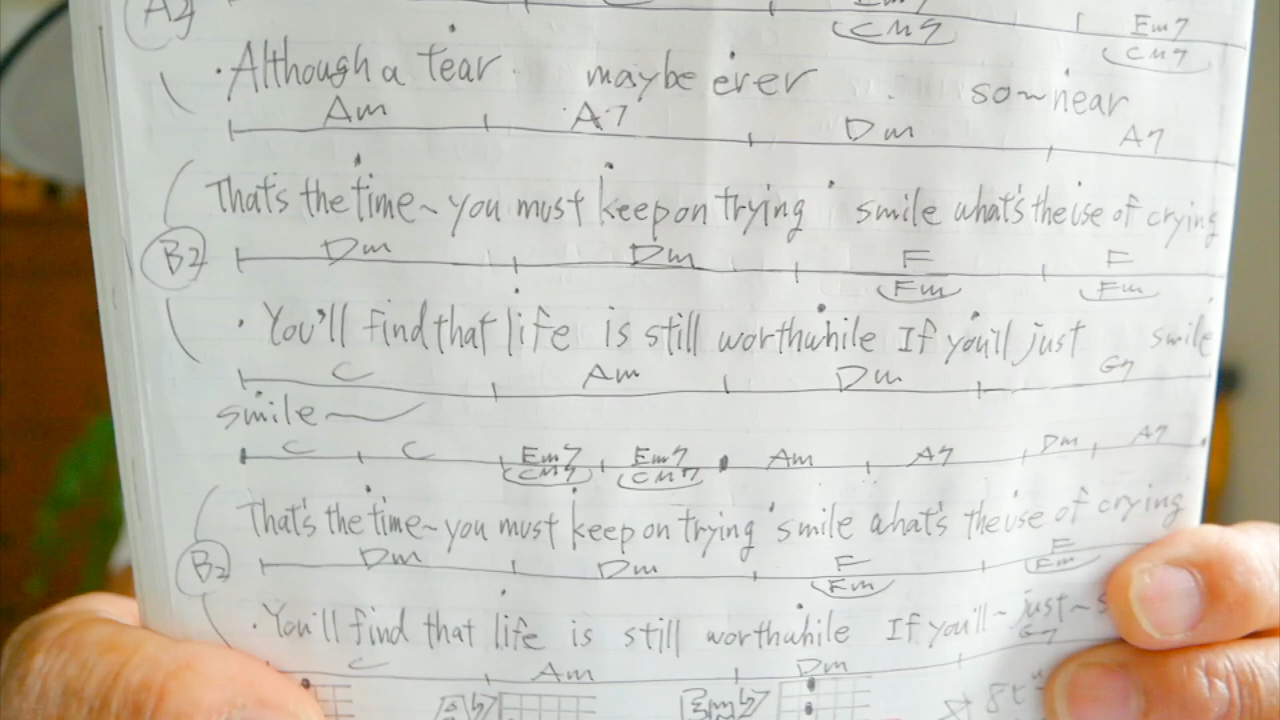 A2
Em7 Em7
CM7 CM7
·Although a tear maybe ever so~near
Am A7 Dm A7
That's the time~you must keep on trying smile what's the use of crying
B2
Dm Dm F F
Fm Fm
·You'll find that life is still worthwhile If you'll just smile
C Am Dm G7
smile
C C Em7 Em7 Am A7 Dm A7
CM7 CM7
That's the time~you must keep on trying smile what's the use of crying
B2
Dm Dm F F
Fm Fm
·You'll find that life is still worthwhile If you'll~just~s
G7
C Am Dm